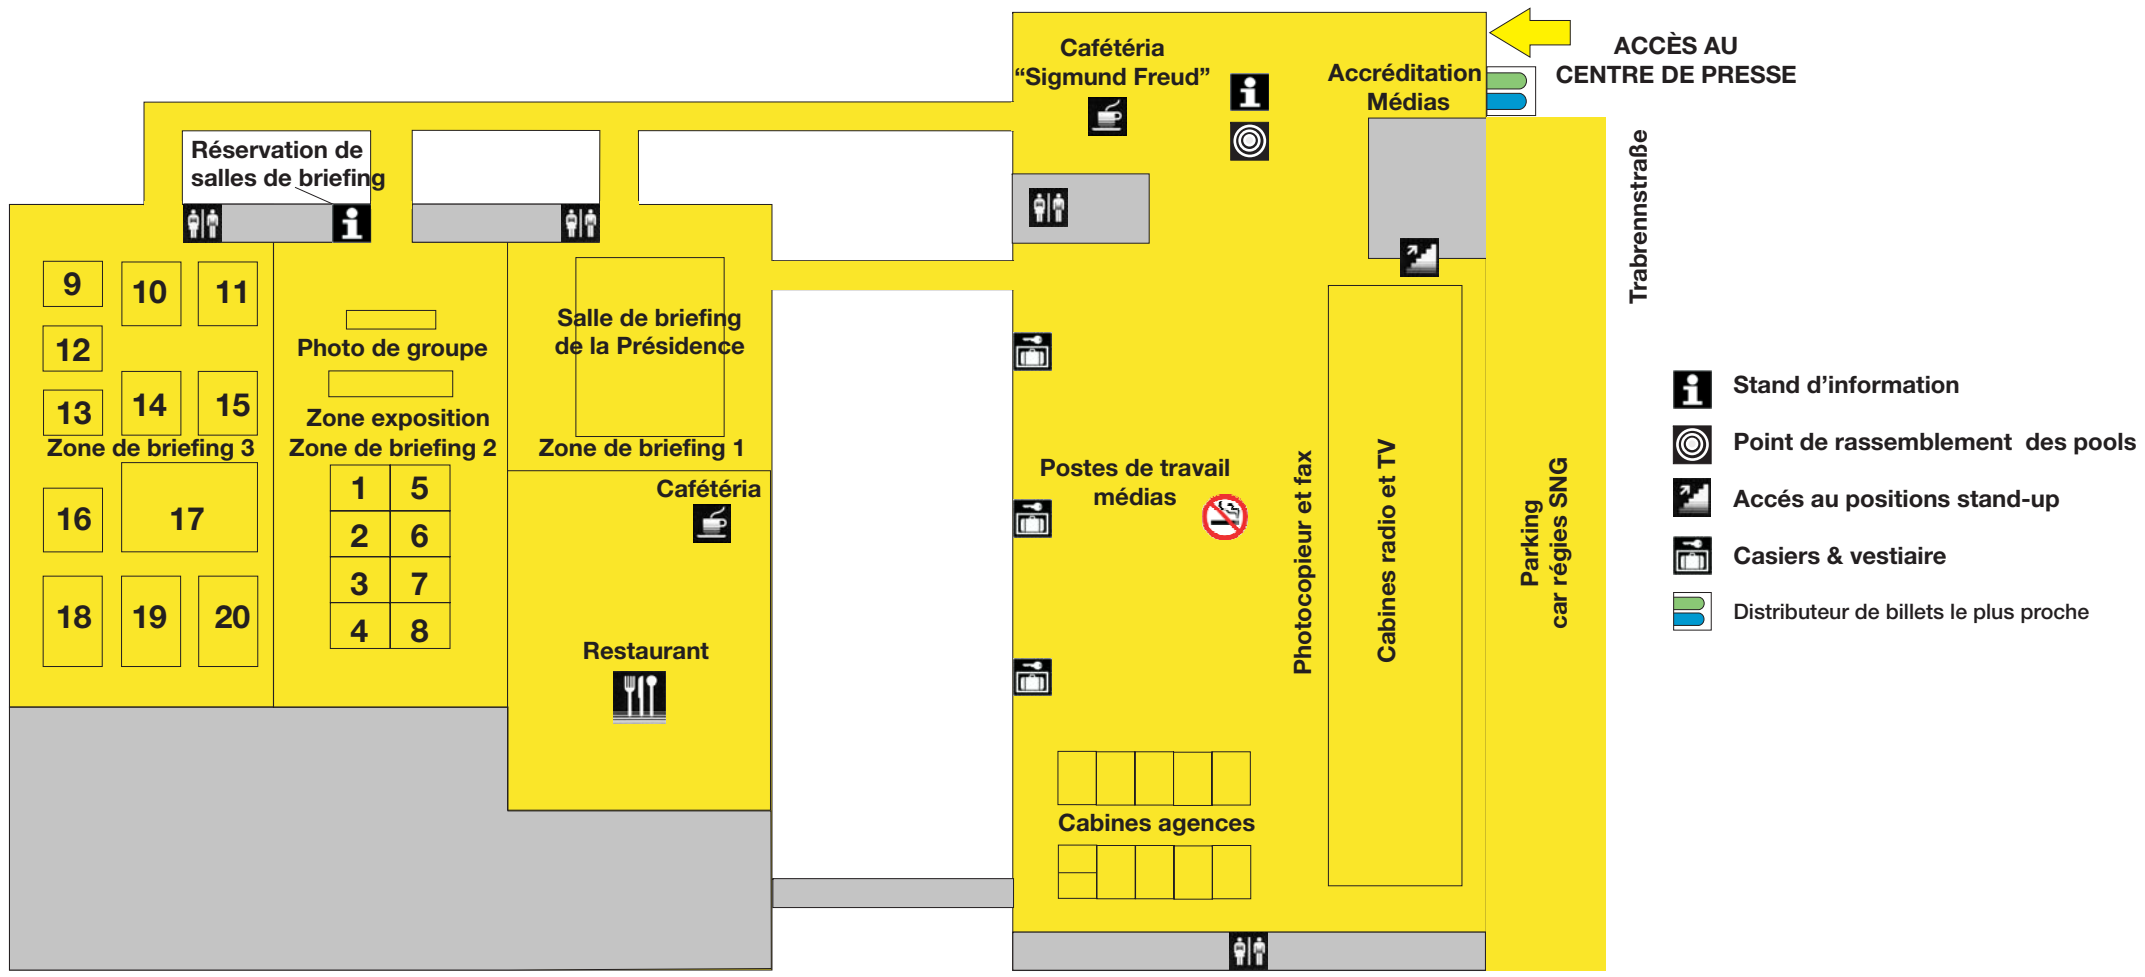 Cafétéria
“Sigmund Freud”
Accréditation
Médias
ACCÈS AU
CENTRE DE PRESSE
Réservation de
salles de briefing
Trabrennstraße
9
10
11
12
13
14
15
Zone de briefing 3
16
17
18
19
20
Photo de groupe
Zone exposition
Zone de briefing 2
1
5
2
6
3
7
4
8
Salle de briefing
de la Présidence
Zone de briefing 1
Cafétéria
Restaurant
Postes de travail
médias
Photocopieur et fax
Cabines radio et TV
Parking
car régies SNG
Cabines agences
Stand d’information
Point de rassemblement des pools
Accés au positions stand-up
Casiers & vestiaire
Distributeur de billets le plus proche